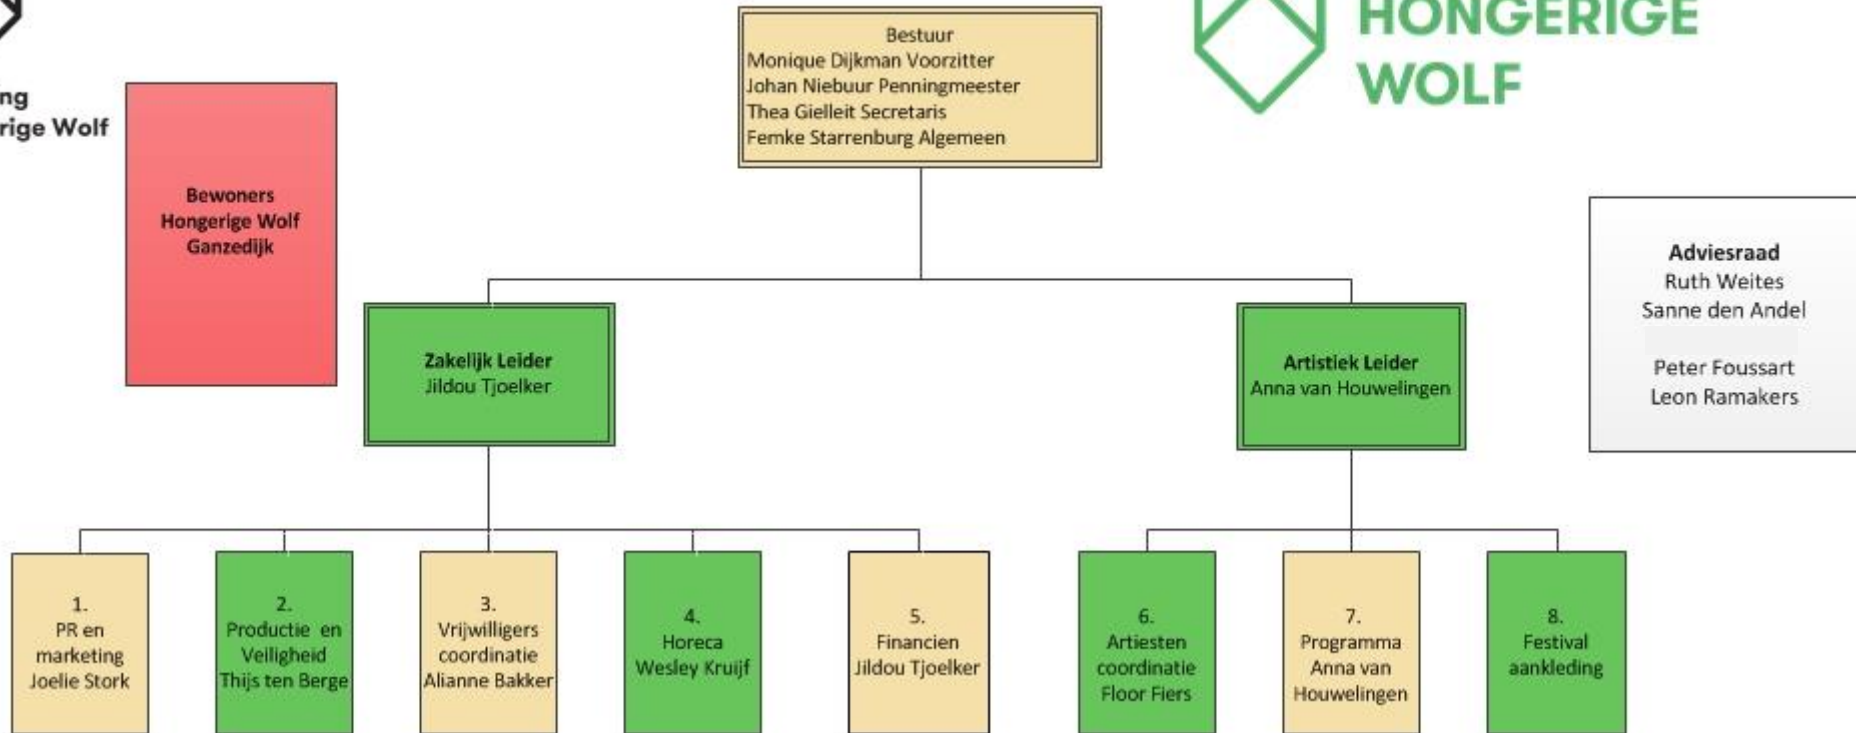 HONGERIGE
WOLF
ng
rige Wolf
Bestuur
Monique Dijkman Voorzitter
Johan Niebuur Penningmeester
Thea Gielleit Secretaris
Femke Starrenburg Algemeen
Bewoners
Hongerige Wolf
Ganzedijk
Adviesraad
Ruth Weites
Sanne den Andel
Peter Foussart
Leon Ramakers
Zakelijk Leider
Jildou Tjoelker
Artistiek Leider
Anna van Houwelingen
1.
PR en
marketing
Joelie Stork
2.
Productie en
Veiligheid
Thijs ten Berge
3.
Vrijwilligers
coordinatie
Alianne Bakker
4.
Horeca
Wesley Kruijf
5.
Financien
Jildou Tjoelker
6.
Artiesten
coordinatie
Floor Fiers
7.
Programma
Anna van
Houwelingen
8.
Festival
aankleding